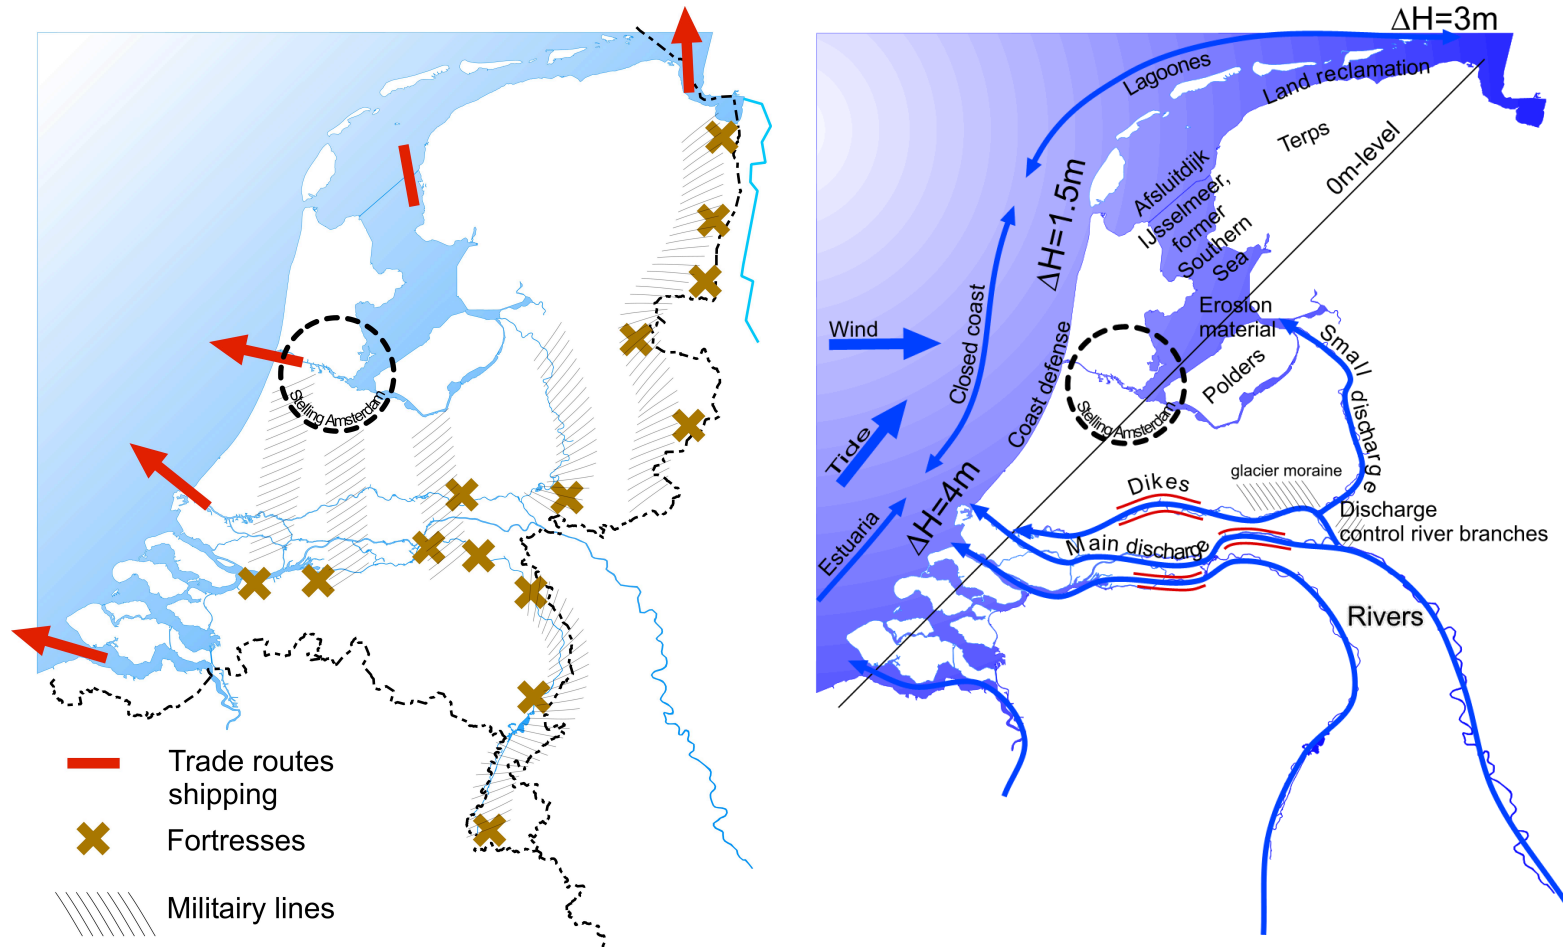 Stelling Amsterdam
Trade routes
shipping
Fortresses
Militairy lines
ΔH=3m
Lagoones
Land reclamation
Terps
0m-level
Afsluitdijk
IJsselmeer,
former
Southern
Sea
ΔH=1.5m
Wind
Closed coast
Coast defense
Erosion
material
Polders
Small discharge
Stelling Amsterdam
Tide
ΔH=4m
Estuaria
glacier moraine
Dikes
Discharge
control river branches
Main discharge
Rivers